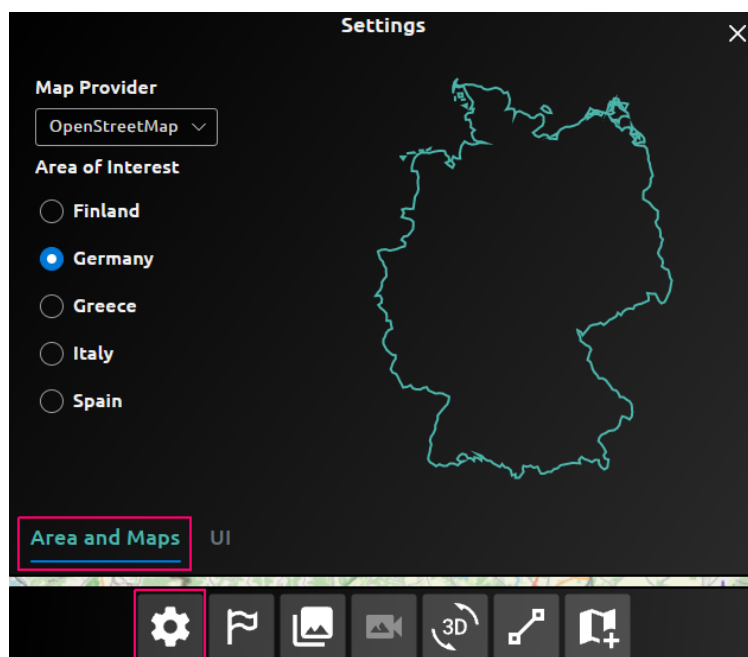 Settings
Map Provider
OpenStreetMap
Area of Interest
Finland
Germany
Greece
Italy
Spain
Area and Maps
UI
3D